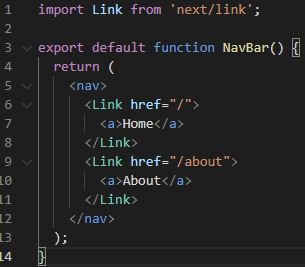 1 import Link from 'next/link';
2
3 export default function NavBar() {
4   return (
5     <nav>
6       <Link href="/">
7         <a>Home</a>
8       </Link>
9       <Link href="/about">
10         <a>About</a>
11       </Link>
12     </nav>
13   );
14 }